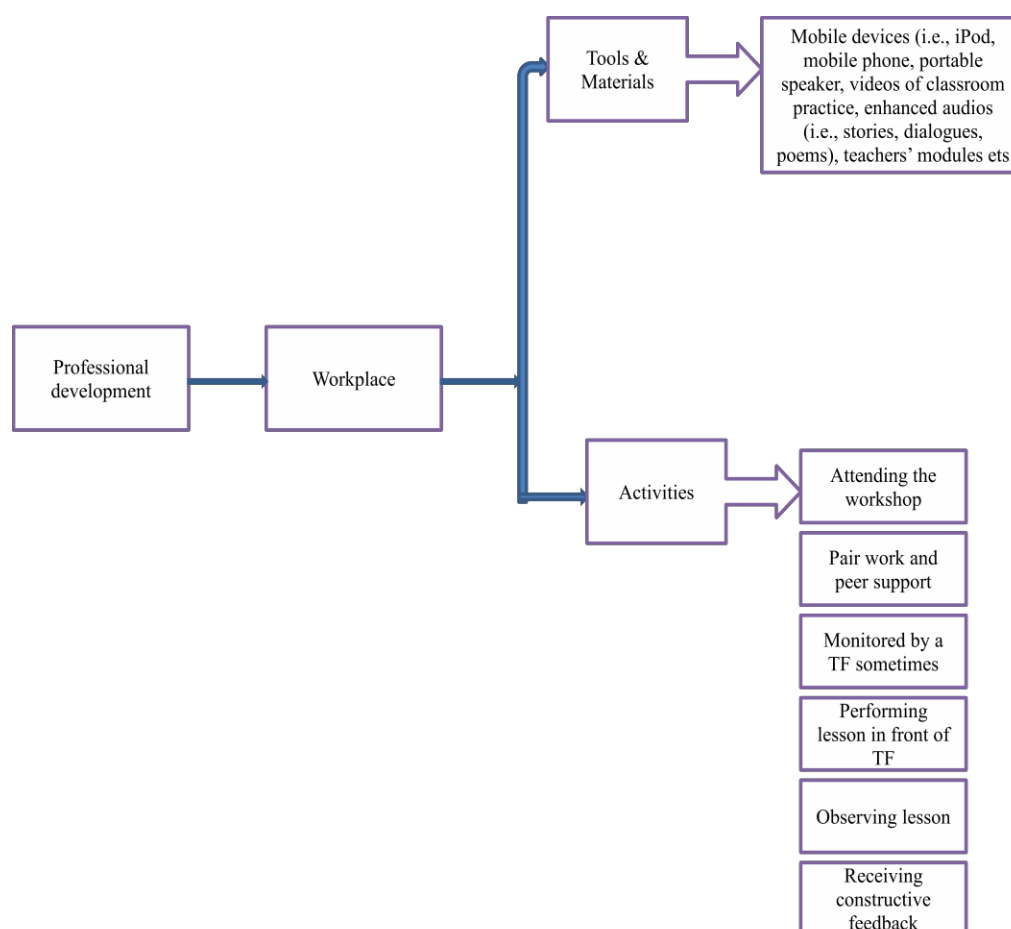 Tools &
Materials
Mobile devices (i.e., iPod,
mobile phone, portable
speaker, videos of classroom
practice, enhanced audios
(i.e., stories, dialogues,
poems), teachers’ modules ets
Professional
development
Workplace
Activities
Attending the
workshop
Pair work and
peer support
Monitored by a
TF sometimes
Performing
lesson in front of
TF
Observing lesson
Receiving
constructive
feedback